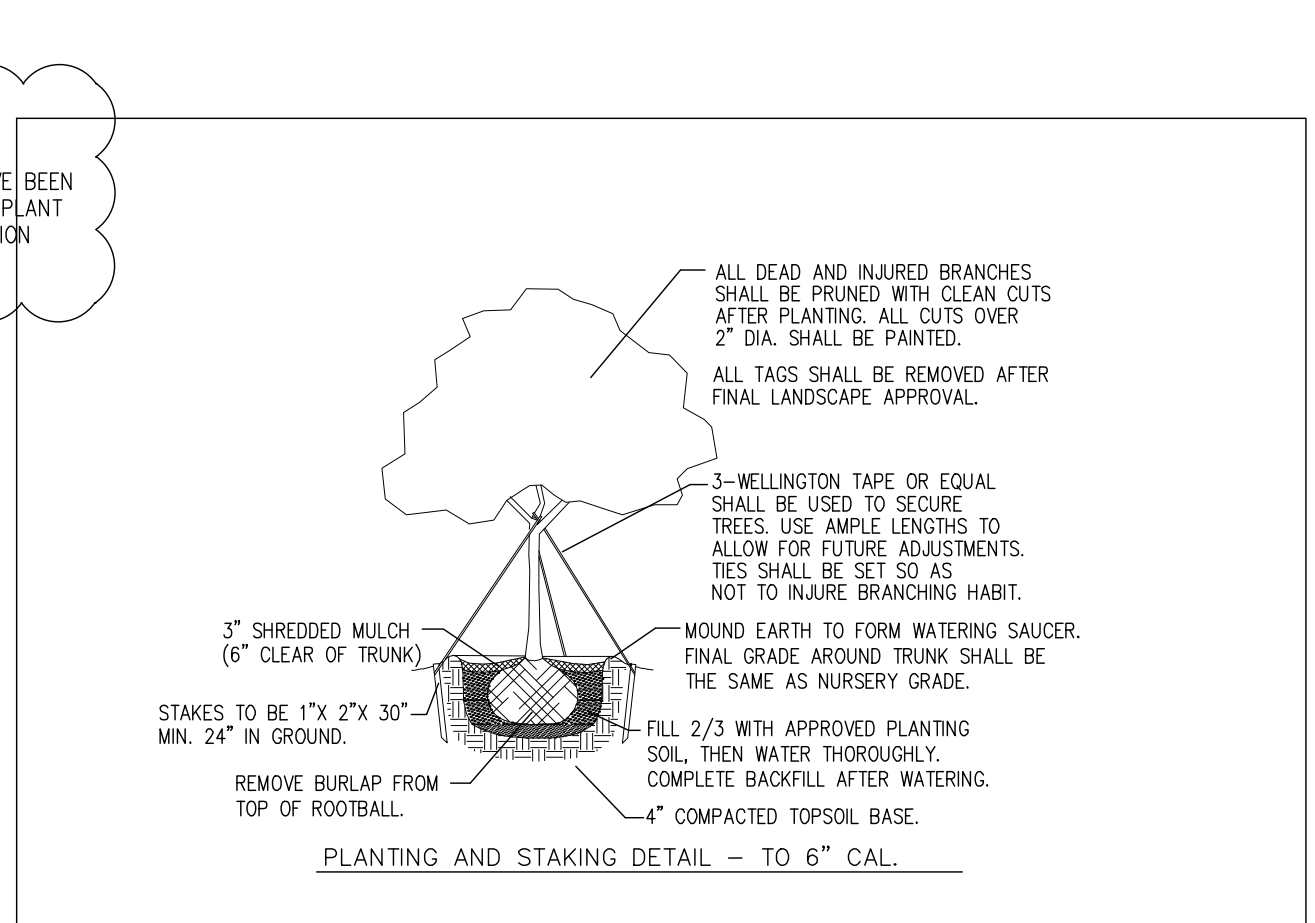 E BEEN
PLANT
ION
ALL DEAD AND INJURED BRANCHES
SHALL BE PRUNED WITH CLEAN CUTS
AFTER PLANTING. ALL CUTS OVER
2” DIA. SHALL BE PAINTED.
ALL TAGS SHALL BE REMOVED AFTER
FINAL LANDSCAPE APPROVAL.
3-WELLINGTON TAPE OR EQUAL
SHALL BE USED TO SECURE
TREES. USE AMPLE LENGTHS TO
ALLOW FOR FUTURE ADJUSTMENTS.
TIES SHALL BE SET SO AS
NOT TO INJURE BRANCHING HABIT.
3” SHREDDED MULCH
(6” CLEAR OF TRUNK)
MOUND EARTH TO FORM WATERING SAUCER.
FINAL GRADE AROUND TRUNK SHALL BE
THE SAME AS NURSERY GRADE.
STAKES TO BE 1”X 2”X 30”
MIN. 24” IN GROUND.
FILL 2/3 WITH APPROVED PLANTING
SOIL, THEN WATER THOROUGHLY.
COMPLETE BACKFILL AFTER WATERING.
REMOVE BURLAP FROM
TOP OF ROOTBALL.
4” COMPACTED TOPSOIL BASE.
PLANTING AND STAKING DETAIL - TO 6” CAL.